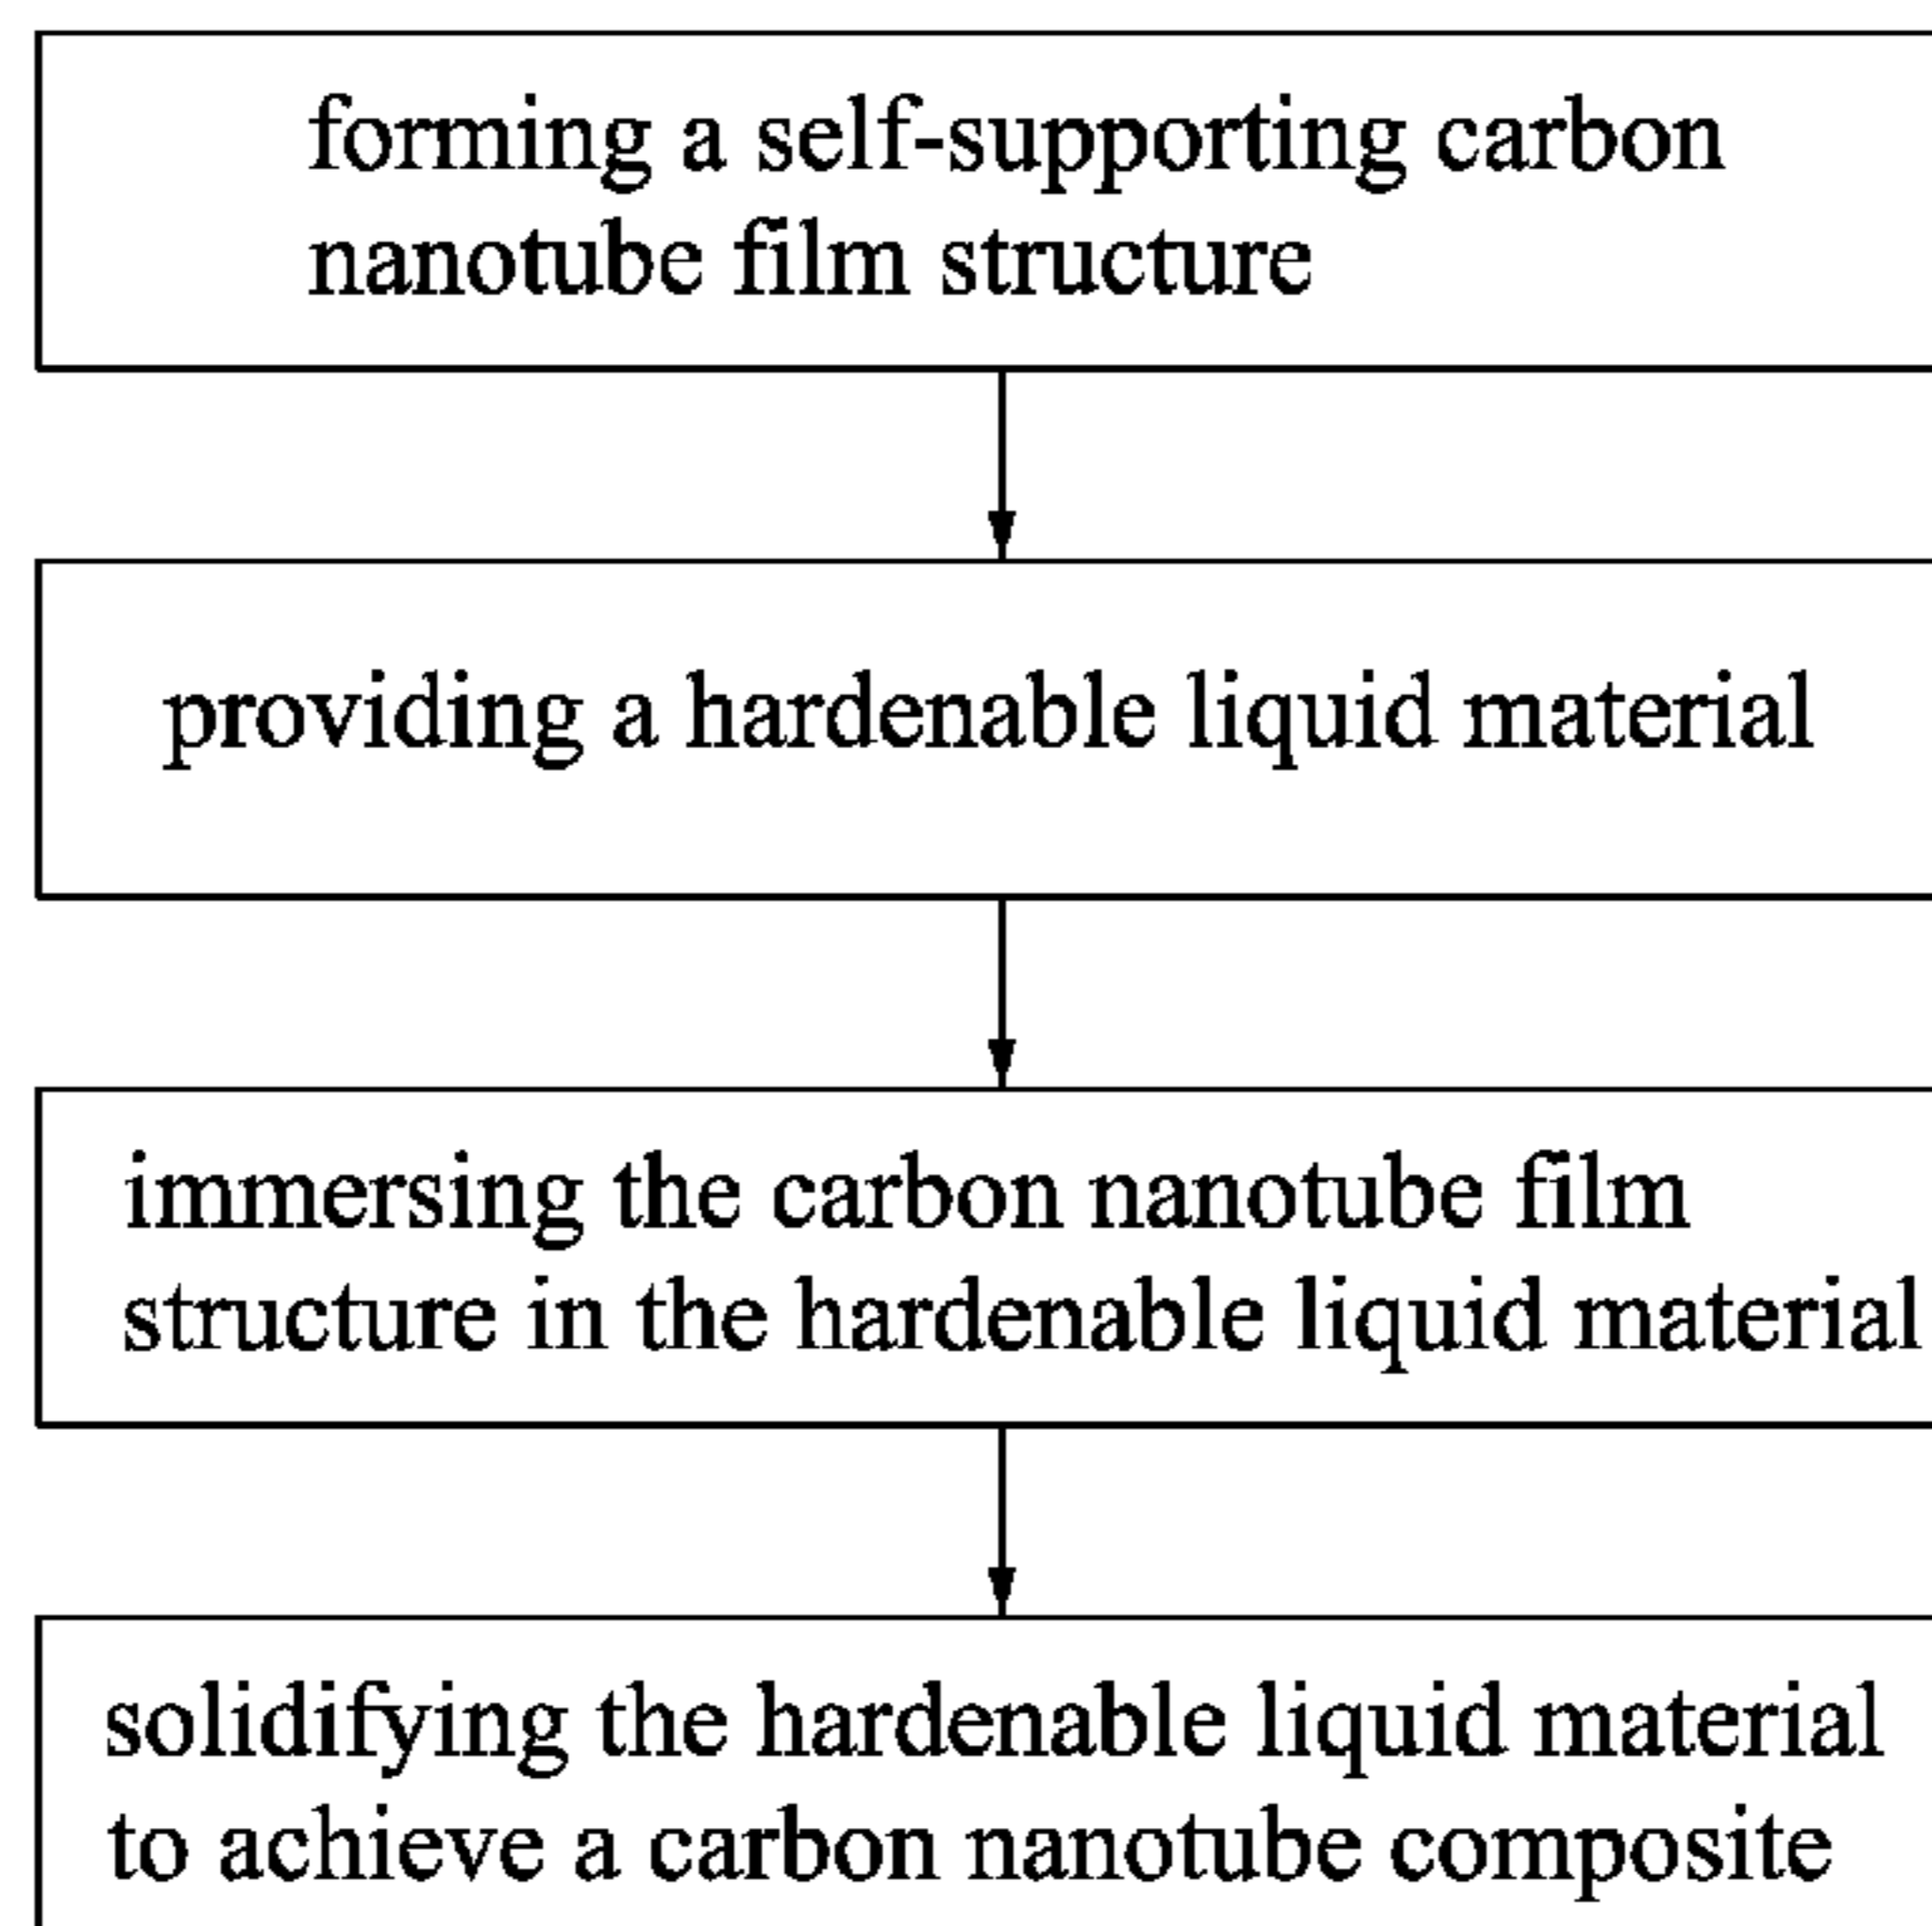 forming a self-supporting carbon
nanotube film structure
providing a hardenable liquid material
immersing the carbon nanotube film
structure in the hardenable liquid material
solidifying the hardenable liquid material
to achieve a carbon nanotube composite